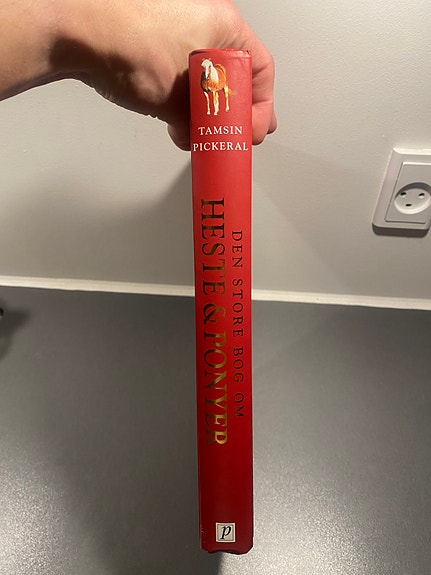 TAMSIN
PICKERAL
DEN STORE BOG OM
HESTE & PONYER
p